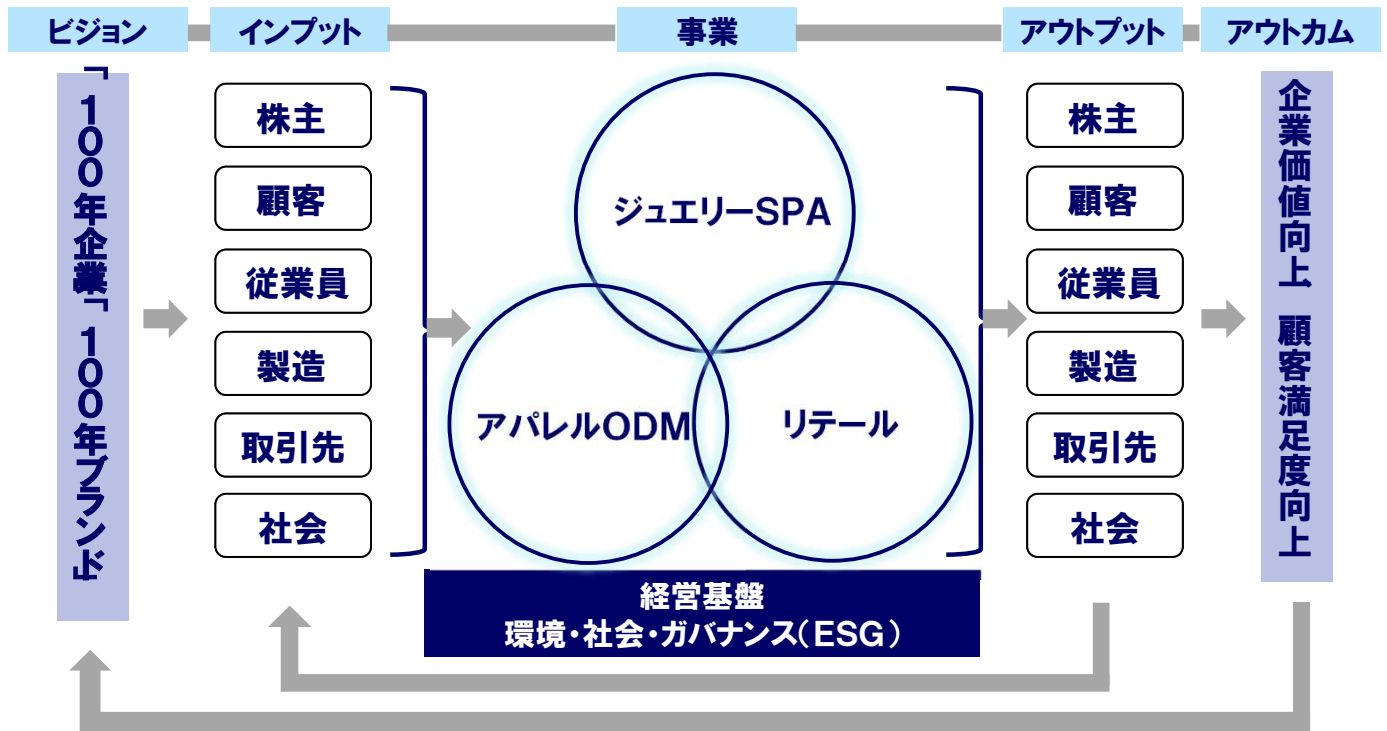 ビジョン
インプット
事業
アウトプット
アウトカム
「100年企業」「100年ブランド」
株主
顧客
従業員
製造
取引先
社会
ジュエリーSPA
アパレルODM
リテール
経営基盤
環境・社会・ガバナンス(ESG)
株主
顧客
従業員
製造
取引先
社会
企業価値向上 顧客満足度向上